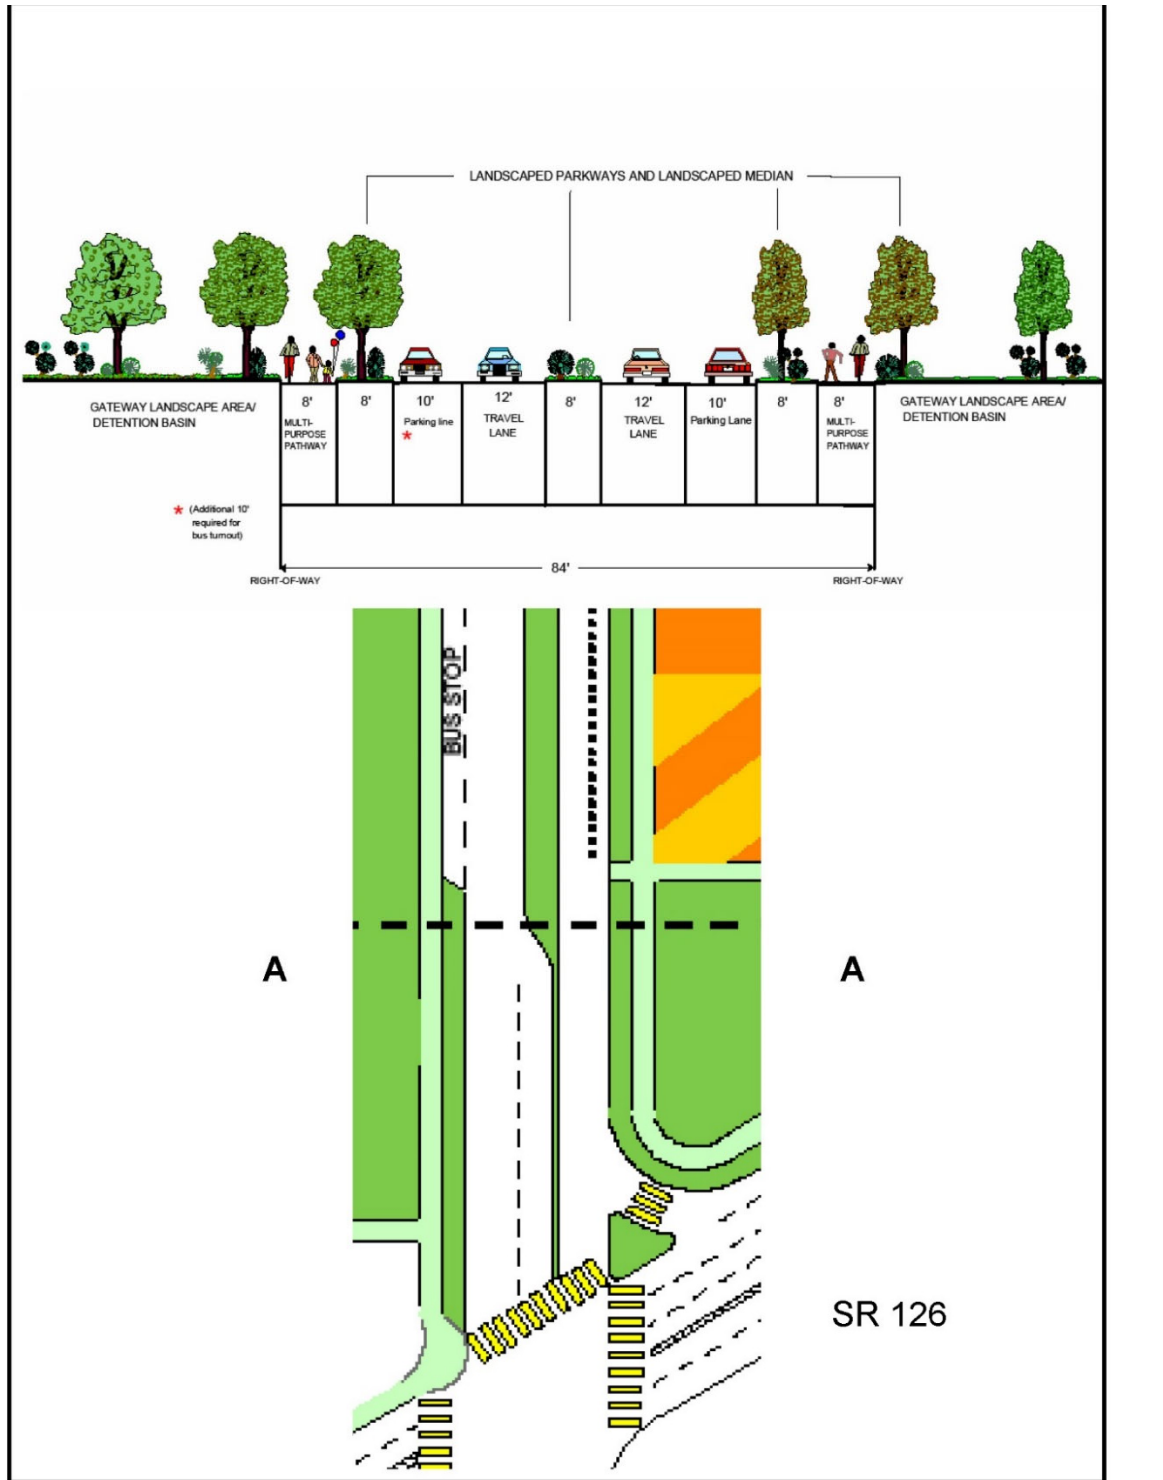 LANDSCAPED PARKWAYS AND LANDSCAPED MEDIAN
GATEWAY LANDSCAPE AREA/
DETENTION BASIN
8'
MULTI-
PURPOSE
PATHWAY
8'
10'
Parking line
*
12'
TRAVEL
LANE
8'
12'
TRAVEL
LANE
10'
Parking Lane
8'
8'
MULTI-
PURPOSE
PATHWAY
GATEWAY LANDSCAPE AREA/
DETENTION BASIN
* (Additional 10'
required for
bus turnout)
84'
RIGHT-OF-WAY
RIGHT-OF-WAY
BUS STOP
A
A
SR 126